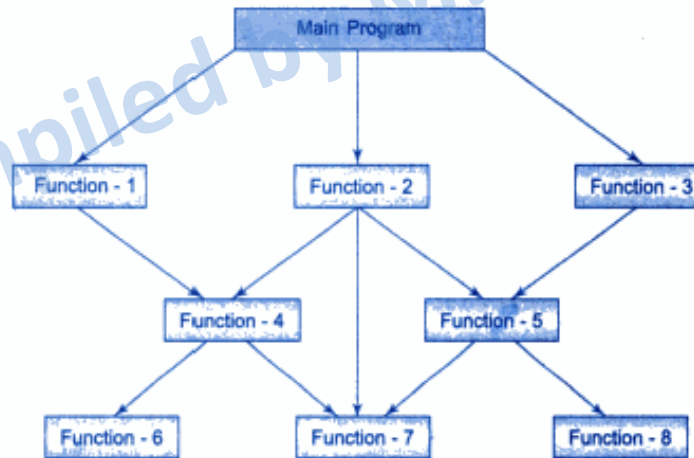 Main Program
Function - 1
Function - 2
Function - 3
Function - 4
Function - 5
Function - 6
Function - 7
Function - 8